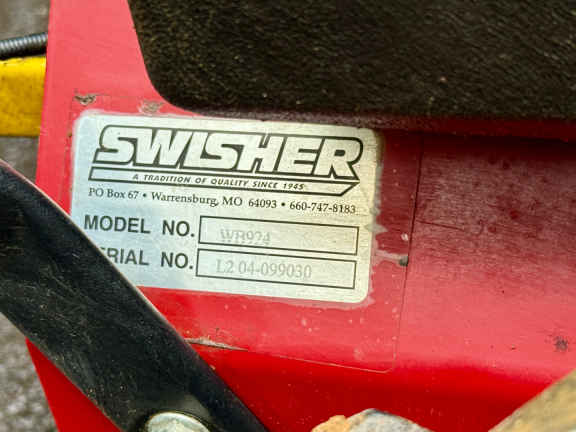 SWISHER
A TRADITION OF QUALITY SINCE 1945
PO Box 67 • Warrensburg, MO 64093 • 660-747-8183
MODEL NO. WB924
RIAL NO. L2 04-099030